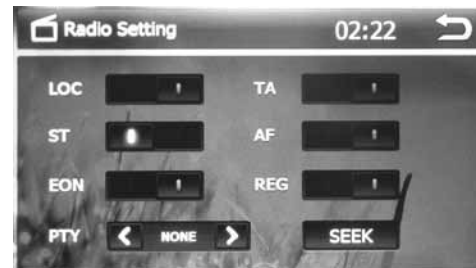 Radio Setting 02:22
LOC TA
ST AF
EON REG
PTY NONE SEEK